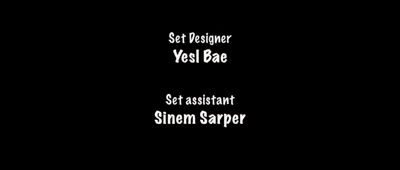 Set Designer
Yesl Bae
Set assistant
Sinem Sarper